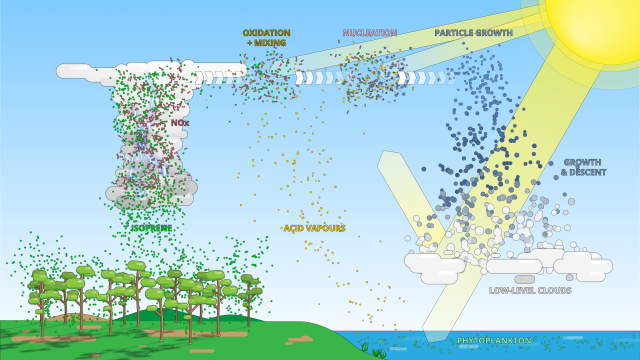 OXIDATION
+ MIXING
NUCLEATION
PARTICLE GROWTH
NOx
GROWTH
& DESCENT
ISOPRENE
ACID VAPOURS
LOW-LEVEL CLOUDS
PHYTOPLANKTON